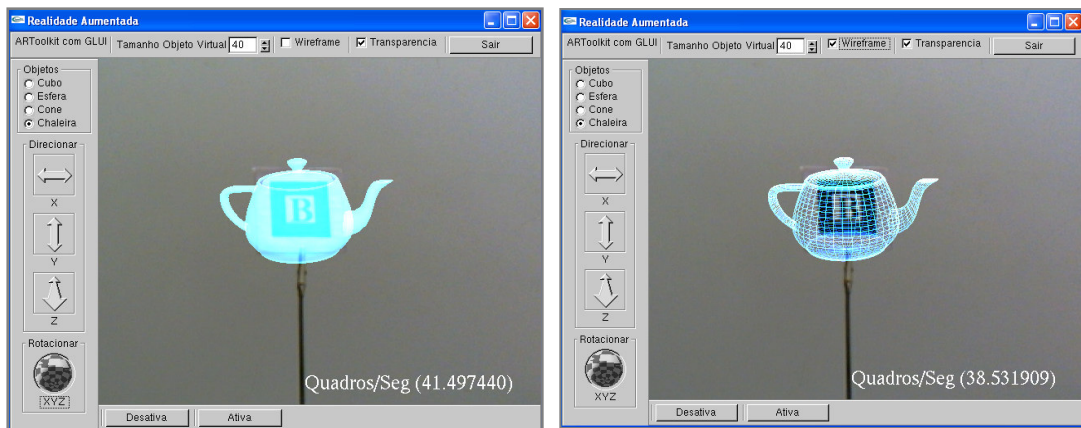 Realidade Aumentada
ARToolkit com GLUI Tamanho Objeto Virtual 40 Wireframe Transparencia Sair
Objetos
Cubo
Esfera
Cone
Chaleira
Direcionar
X
Y
Z
Rotacionar
XYZ
B
Quadros/Seg (41.497440)
Desativa Ativa
Realidade Aumentada
ARToolkit com GLUI Tamanho Objeto Virtual 40 Wireframe Transparencia Sair
Objetos
Cubo
Esfera
Cone
Chaleira
Direcionar
X
Y
Z
Rotacionar
XYZ
B
Quadros/Seg (38.531909)
Desativa Ativa